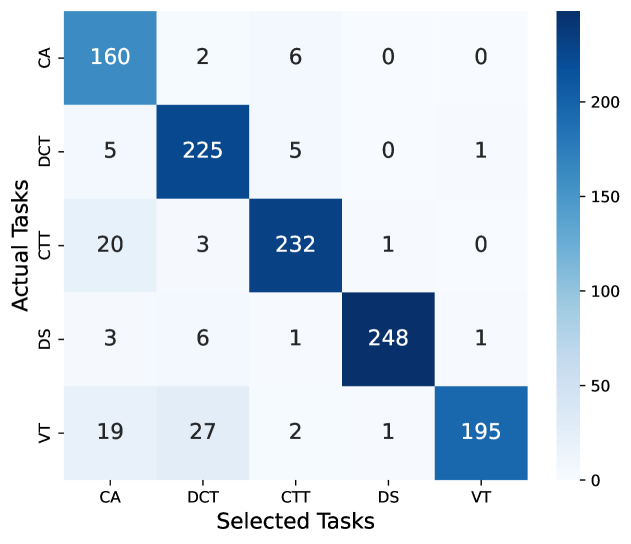 CA 160 2 6 0 0
DCT 5 225 5 0 1
CTT 20 3 232 1 0
DS 3 6 1 248 1
VT 19 27 2 1 195
CA DCT CTT DS VT
Selected Tasks
Actual Tasks
200
150
100
50
0